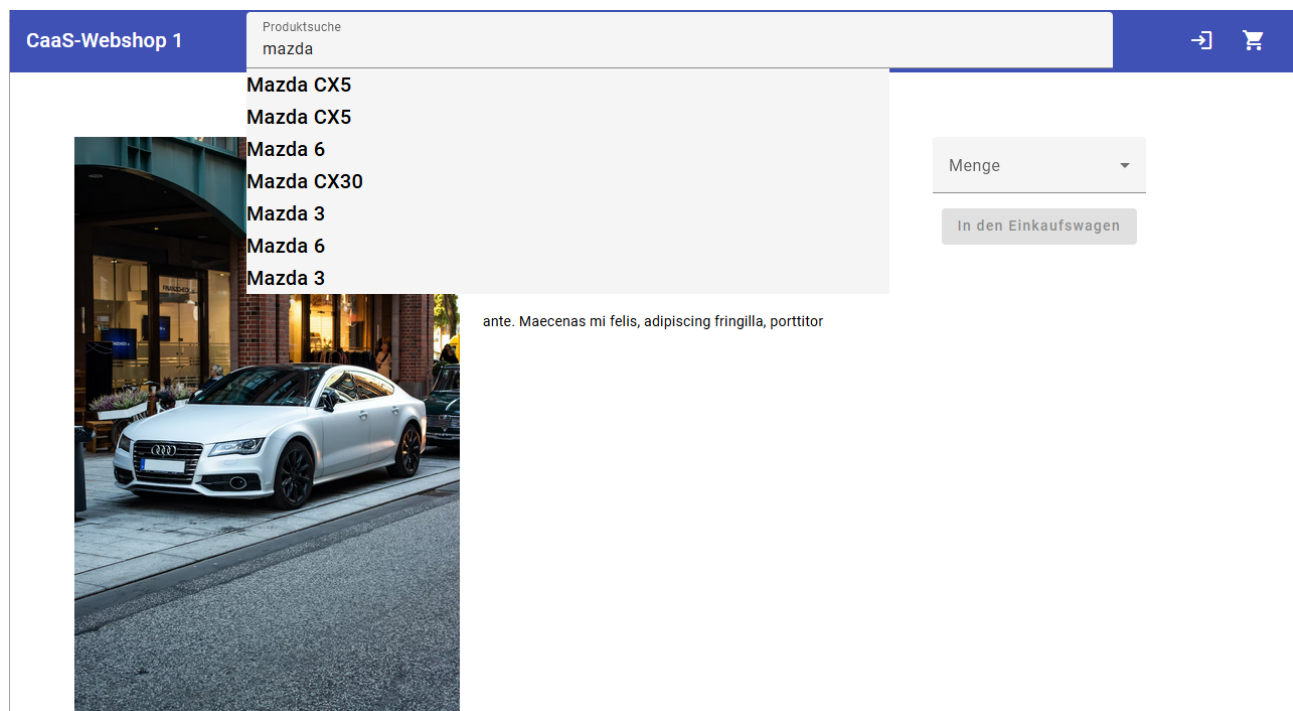 CaaS-Webshop 1
Produktsuche
mazda
Mazda CX5
Mazda CX5
Mazda 6
Mazda CX30
Mazda 3
Mazda 6
Mazda 3
Menge
In den Einkaufswagen
ante. Maecenas mi felis, adipiscing fringilla, porttitor